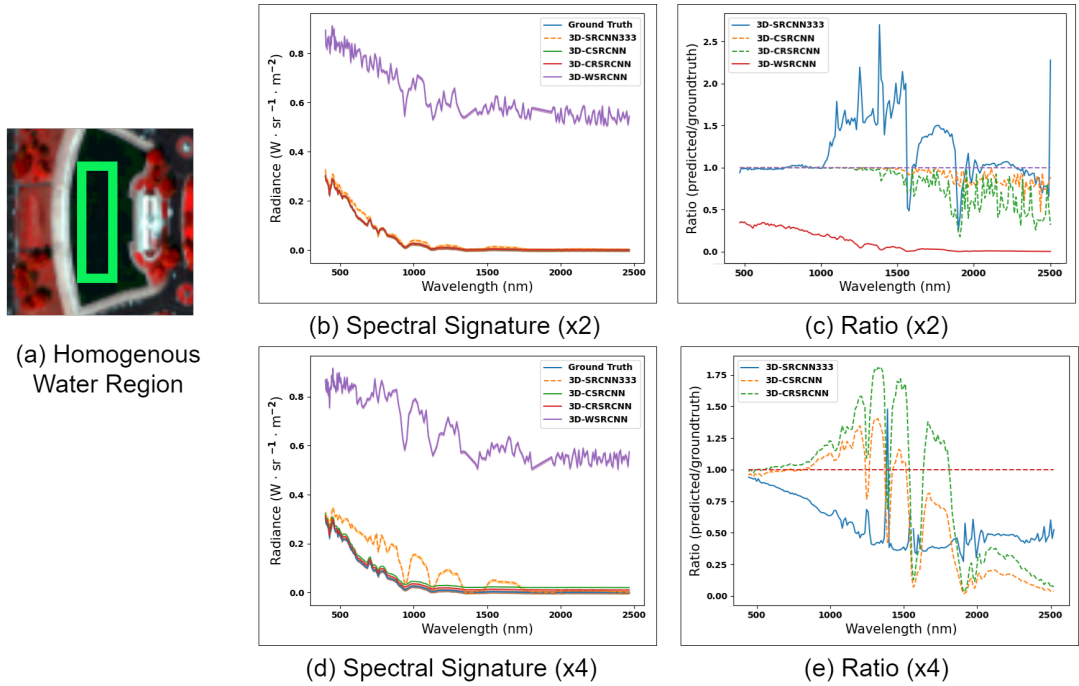 Ground Truth
3D-SRCNN333
3D-CSRCNN
3D-CRSRCNN
3D-WSRCNN
0.8
0.6
0.4
0.2
0.0
500
1000
1500
2000
2500
Radiance (W · sr⁻¹ · m⁻²)
Wavelength (nm)
(b) Spectral Signature (x2)
3D-SRCNN333
3D-CSRCNN
3D-CRSRCNN
3D-WSRCNN
2.5
2.0
1.5
1.0
0.5
0.0
500
1000
1500
2000
2500
Ratio (predicted/groundtruth)
Wavelength (nm)
(c) Ratio (x2)
(a) Homogenous
Water Region
Ground Truth
3D-SRCNN333
3D-CSRCNN
3D-CRSRCNN
3D-WSRCNN
0.8
0.6
0.4
0.2
0.0
500
1000
1500
2000
2500
Radiance (W · sr⁻¹ · m⁻²)
Wavelength (nm)
(d) Spectral Signature (x4)
3D-SRCNN333
3D-CSRCNN
3D-CRSRCNN
1.75
1.50
1.25
1.00
0.75
0.50
0.25
0.00
500
1000
1500
2000
2500
Ratio (predicted/groundtruth)
Wavelength (nm)
(e) Ratio (x4)